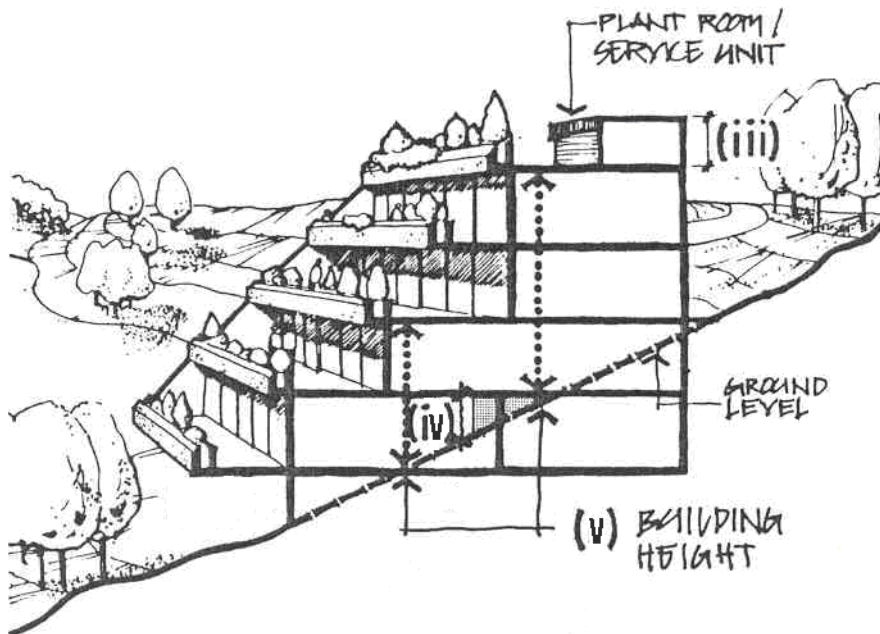 PLANT ROOM /
SERVICE UNIT
(iii)
GROUND
LEVEL
(iv)
(v) BUILDING
HEIGHT